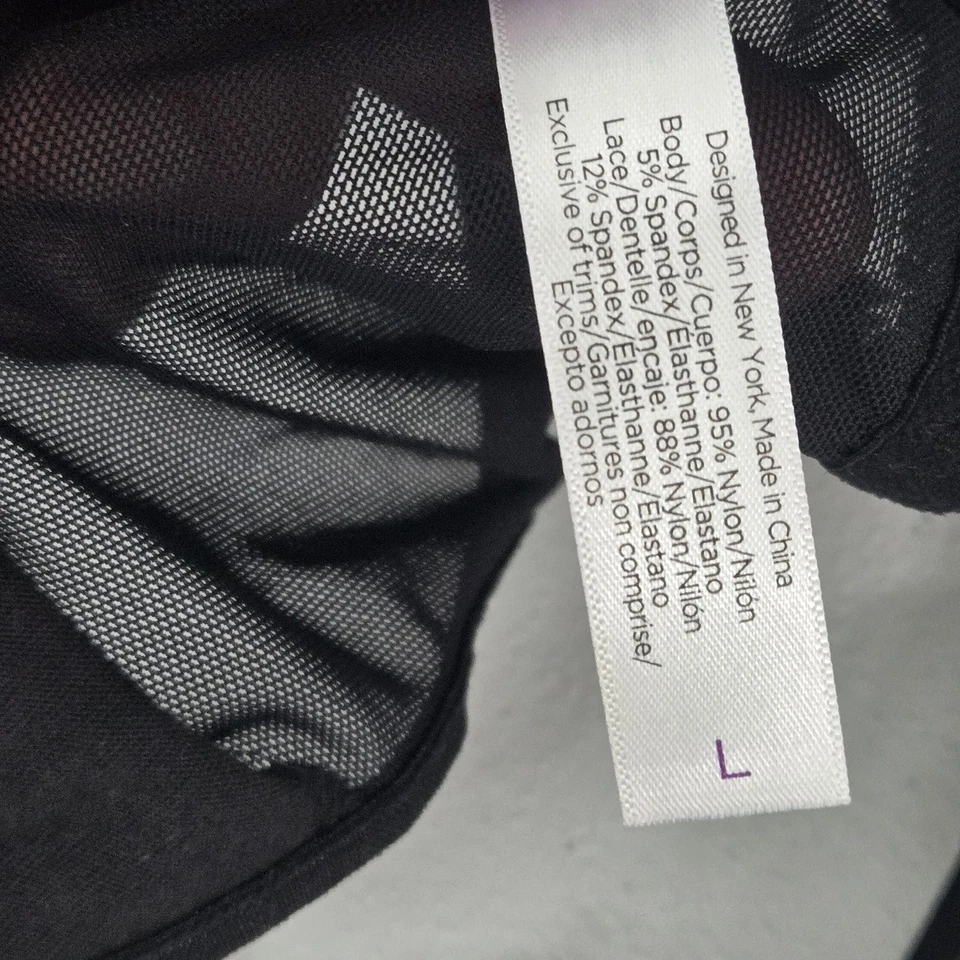 Designed in New York, Made in China
Body/Corps/Cuerpo: 95% Nylon/Nilón
5% Spandex/Élasthanne/Elastano
Lace/Dentelle/encaje: 88% Nylon/Nilón
12% Spandex/Élasthanne/Elastano
Exclusive of trims/Garnitures non comprise/
Excepto adornos
L